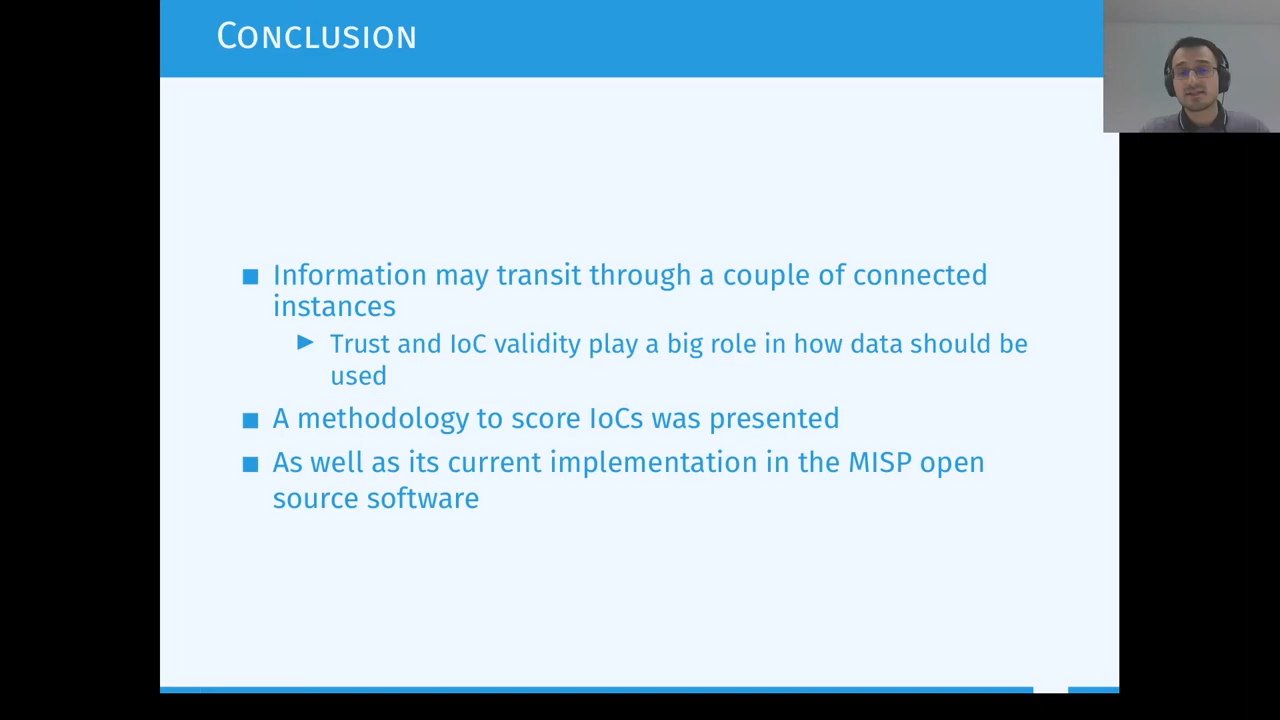 CONCLUSION
Information may transit through a couple of connected
instances
Trust and IoC validity play a big role in how data should be
used
A methodology to score IoCs was presented
As well as its current implementation in the MISP open
source software